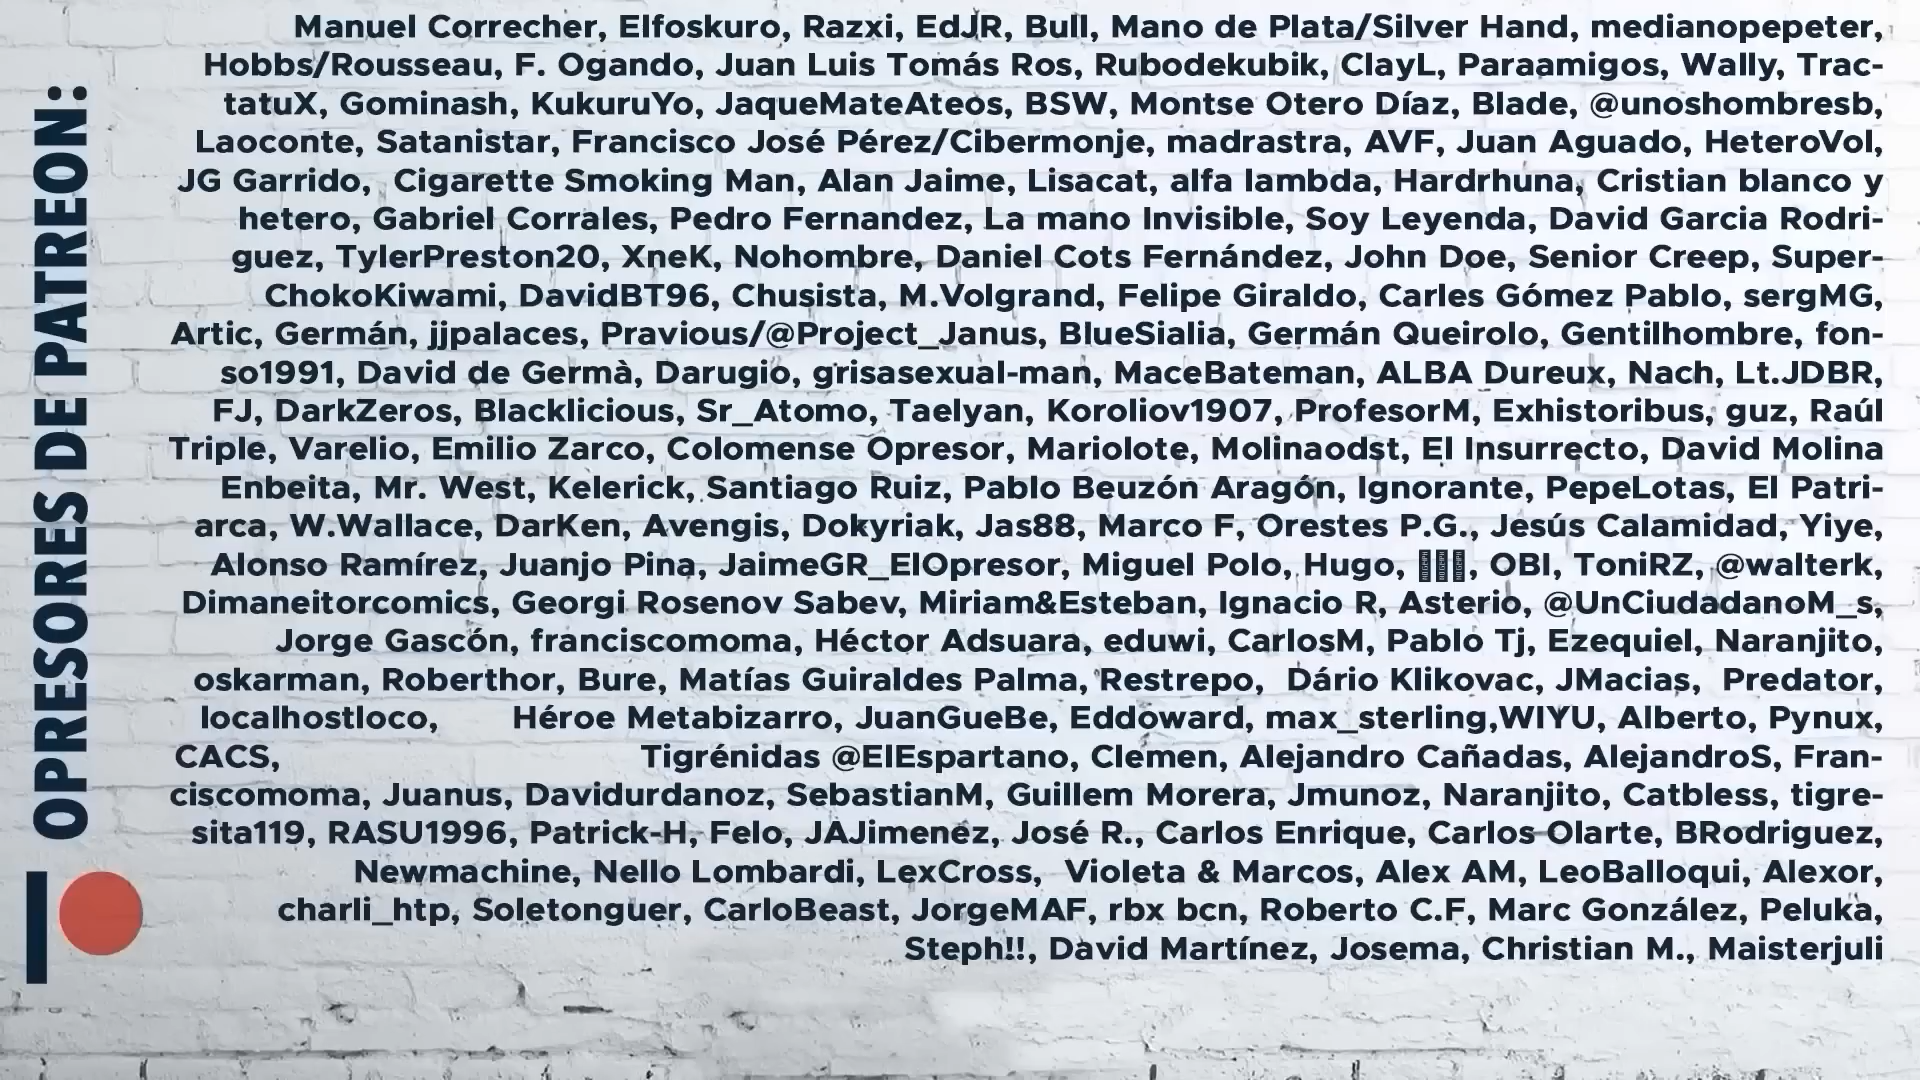 OPRESORES DE PATREON:
Manuel Correcher, Elfoskuro, Razxi, EdJR, Bull, Mano de Plata/Silver Hand, medianopepeter,
Hobbs/Rousseau, F. Ogando, Juan Luis Tomás Ros, Rubodekubik, ClayL, Paraamigos, Wally, Trac-
tatuX, Gominash, KukuruYo, JaqueMateAteos, BSW, Montse Otero Díaz, Blade, @unoshombresb,
Laoconte, Satanistar, Francisco José Pérez/Cibermonje, madrastra, AVF, Juan Aguado, HeteroVol,
JG Garrido, Cigarette Smoking Man, Alan Jaime, Lisacat, alfa lambda, Hardrhuna, Cristian blanco y
hetero, Gabriel Corrales, Pedro Fernandez, La mano Invisible, Soy Leyenda, David Garcia Rodri-
guez, TylerPreston20, XneK, Nohombre, Daniel Cots Fernández, John Doe, Senior Creep, Super-
ChokoKiwami, DavidBT96, Chusista, M.Volgrand, Felipe Giraldo, Carles Gómez Pablo, sergMG,
Artic, Germán, jjpalaces, Pravious/@Project_Janus, BlueSialia, Germán Queirolo, Gentilhombre, fon-
so1991, David de Germà, Darugio, grisasexual-man, MaceBateman, ALBA Dureux, Nach, Lt.JDBR,
FJ, DarkZeros, Blacklicious, Sr_Atomo, Taelyan, Koroliov1907, ProfesorM, Exhistoribus, guz, Raúl
Triple, Varelio, Emilio Zarco, Colomense Opresor, Mariolote, Molinaodst, El Insurrecto, David Molina
Enbeita, Mr. West, Kelerick, Santiago Ruiz, Pablo Beuzón Aragón, Ignorante, PepeLotas, El Patri-
arca, W.Wallace, DarKen, Avengis, Dokyriak, Jas88, Marco F, Orestes P.G., Jesús Calamidad, Yiye,
Alonso Ramírez, Juanjo Pina, JaimeGR_ElOpresor, Miguel Polo, Hugo, , OBI, ToniRZ, @walterk,
Dimaneitorcomics, Georgi Rosenov Sabev, Miriam&Esteban, Ignacio R, Asterio, @UnCiudadanoM_s,
Jorge Gascón, franciscomoma, Héctor Adsuara, eduwi, CarlosM, Pablo Tj, Ezequiel, Naranjito,
oskarman, Roberthor, Bure, Matías Guiraldes Palma, Restrepo, Dário Klikovac, JMacias, Predator,
localhostloco, Héroe Metabizarro, JuanGueBe, Eddoward, max_sterling,WIYU, Alberto, Pynux,
CACS, Tigrénidas @ElEspartano, Clemen, Alejandro Cañadas, AlejandroS, Fran-
ciscomoma, Juanus, Davidurdanoz, SebastianM, Guillem Morera, Jmunoz, Naranjito, Catbless, tigre-
sita119, RASU1996, Patrick-H, Felo, JAJimenez, José R., Carlos Enrique, Carlos Olarte, BRodriguez,
Newmachine, Nello Lombardi, LexCross, Violeta & Marcos, Alex AM, LeoBalloqui, Alexor,
charli_htp, Soletonguer, CarloBeast, JorgeMAF, rbx bcn, Roberto C.F, Marc González, Peluka,
Steph!!, David Martínez, Josema, Christian M., Maisterjuli